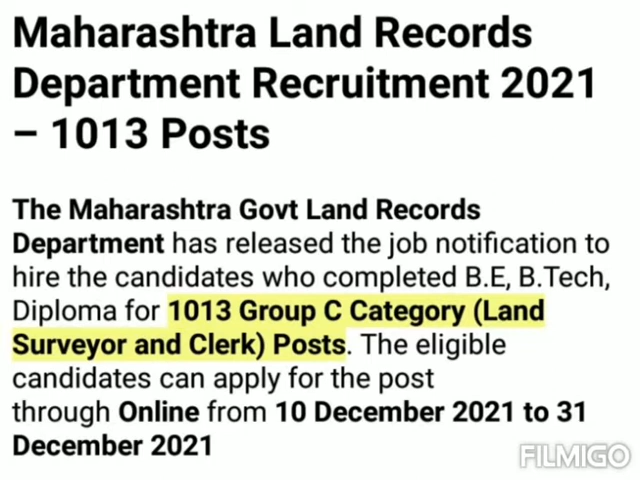 Maharashtra Land Records
Department Recruitment 2021
– 1013 Posts
The Maharashtra Govt Land Records
Department has released the job notification to
hire the candidates who completed B.E, B.Tech,
Diploma for 1013 Group C Category (Land
Surveyor and Clerk) Posts. The eligible
candidates can apply for the post
through Online from 10 December 2021 to 31
December 2021
FILMIGO